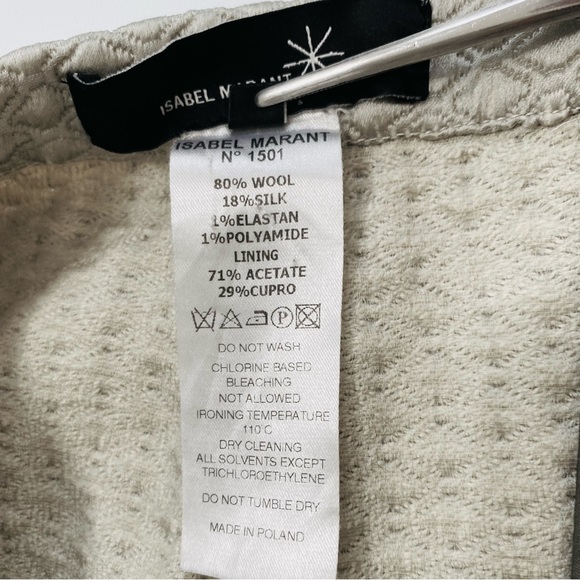 ISABEL MARANT
ISABEL MARANT
N° 1501
80% WOOL
18%SILK
1%ELASTAN
1%POLYAMIDE
LINING
71% ACETATE
29%CUPRO
P
DO NOT WASH
CHLORINE BASED
BLEACHING
NOT ALLOWED
IRONING TEMPERATURE
110 C
DRY CLEANING
ALL SOLVENTS EXCEPT
TRICHLOROETHYLENE
DO NOT TUMBLE DRY
MADE IN POLAND